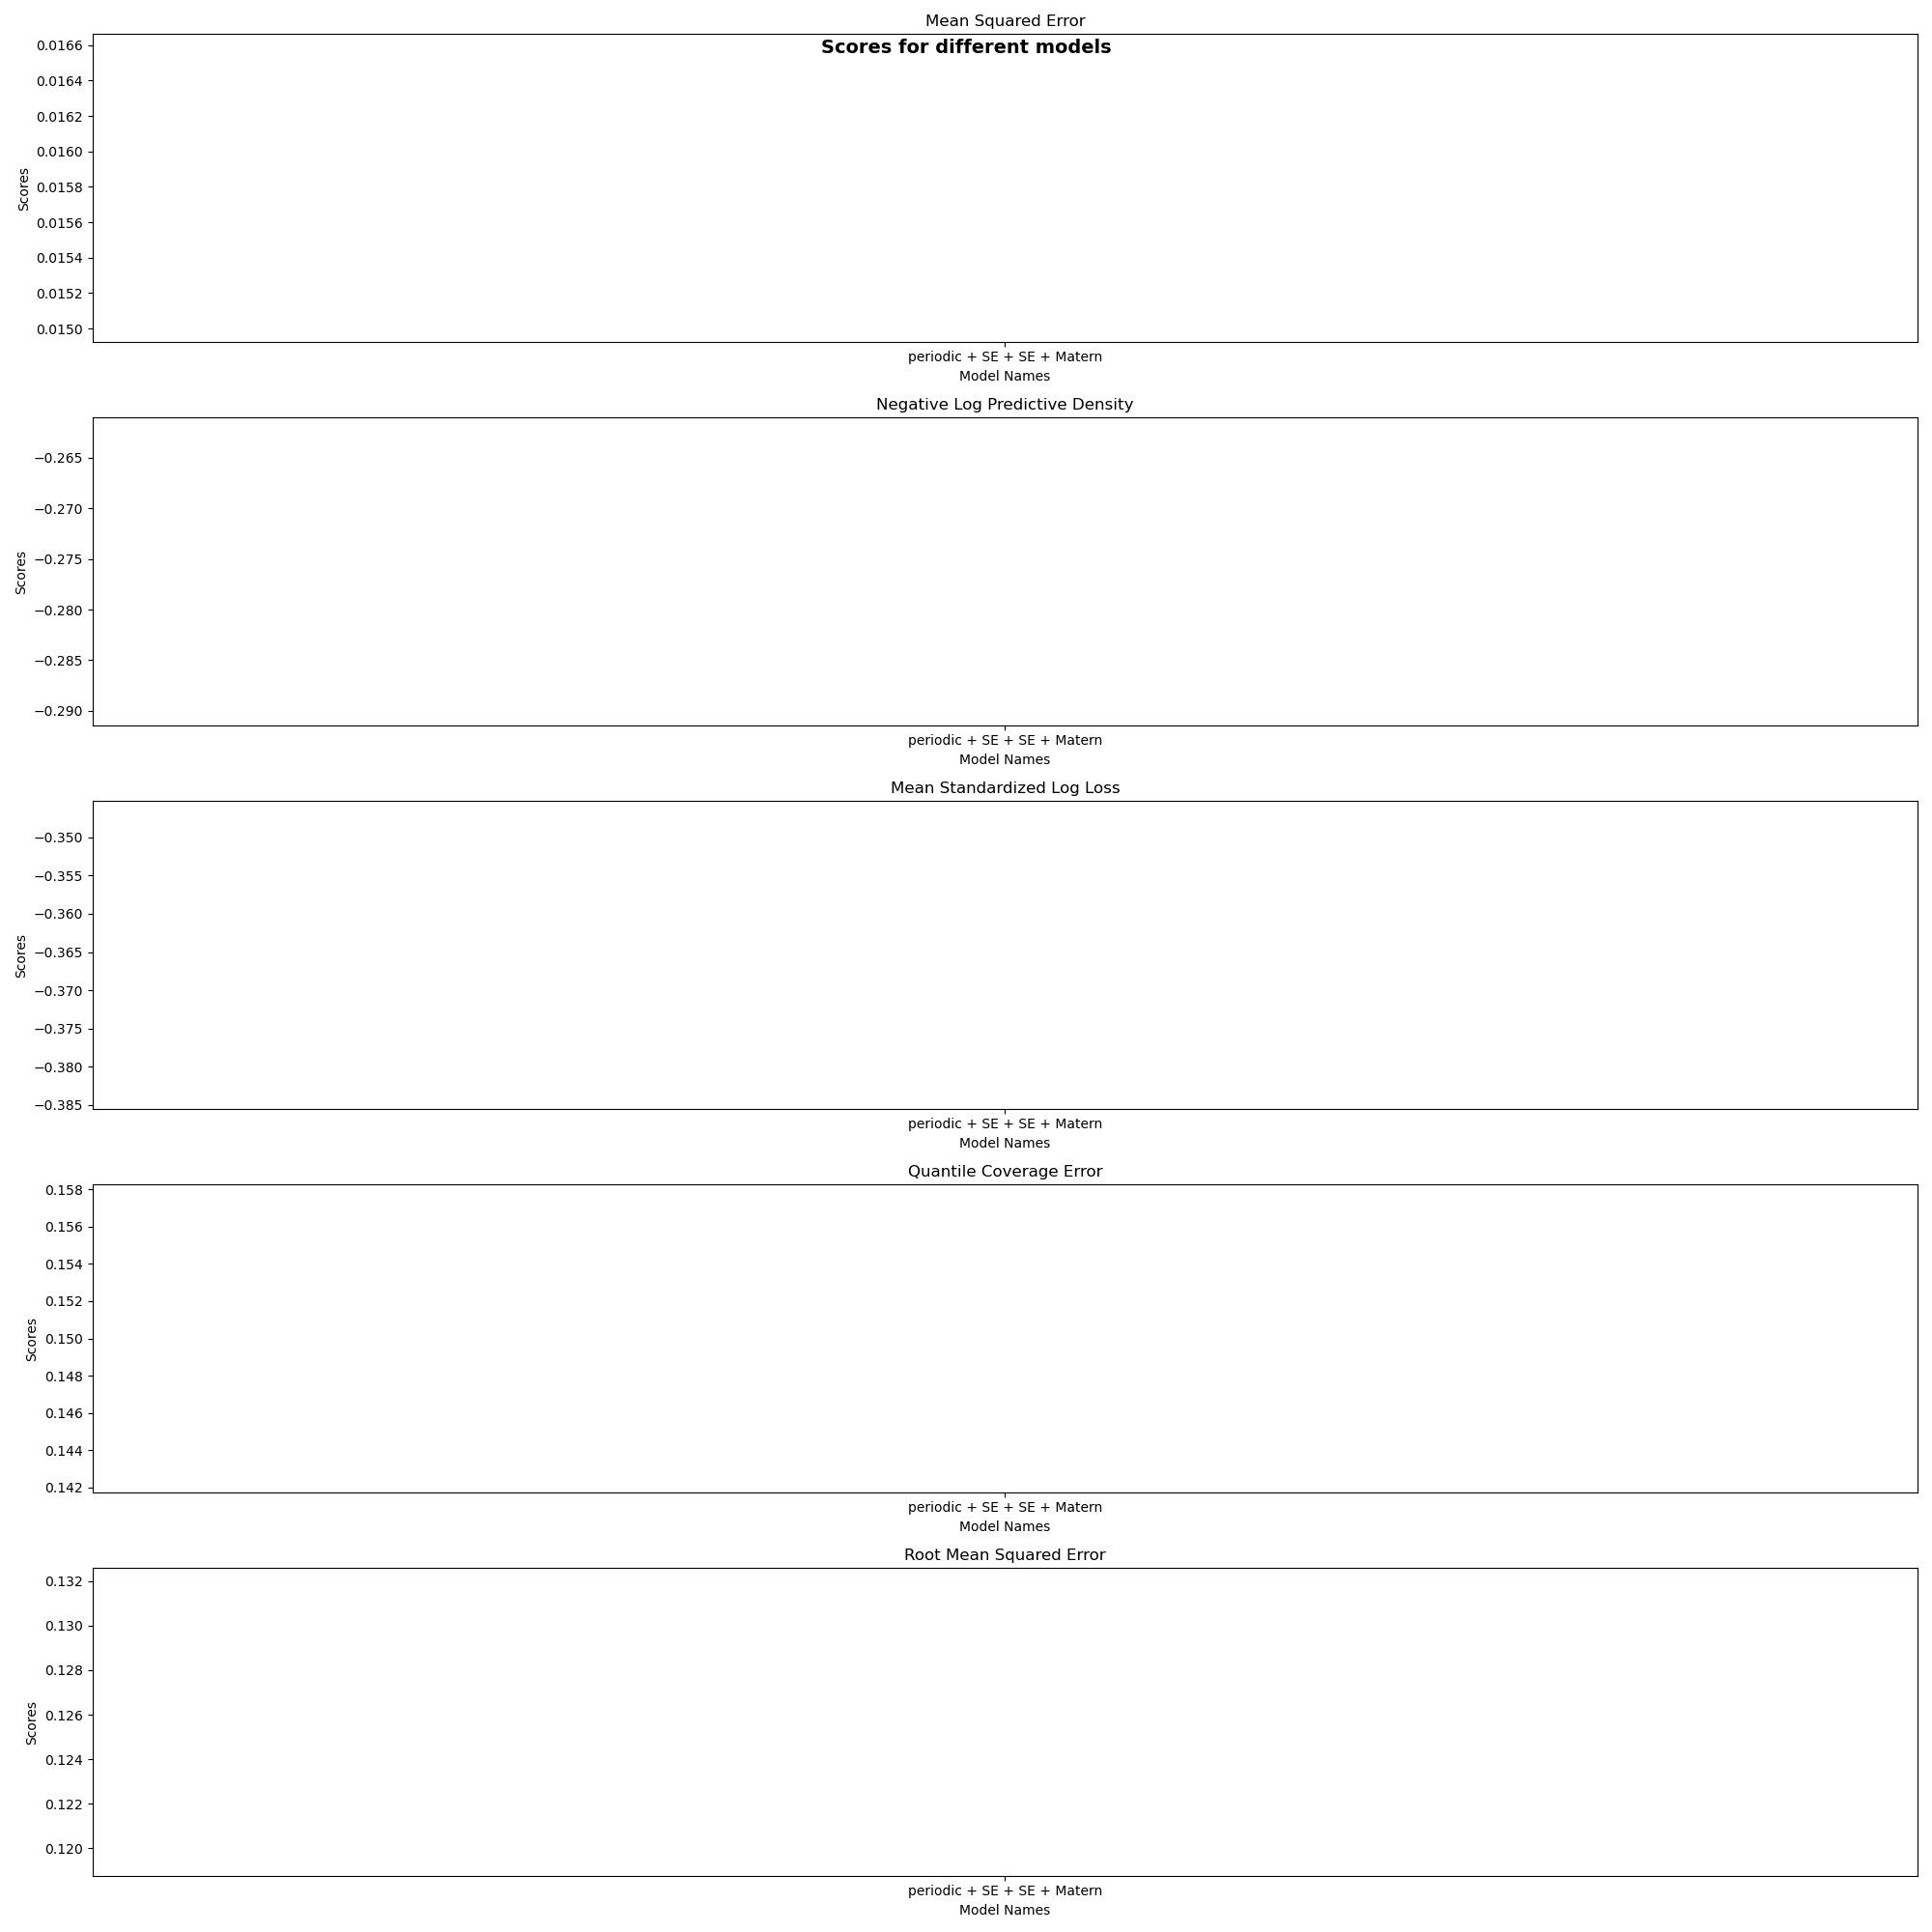 Mean Squared Error
Scores for different models
0.0166
0.0164
0.0162
0.0160
0.0158
0.0156
0.0154
0.0152
0.0150
Scores
periodic + SE + SE + Matern
Model Names
Negative Log Predictive Density
−0.265
−0.270
−0.275
−0.280
−0.285
−0.290
Scores
periodic + SE + SE + Matern
Model Names
Mean Standardized Log Loss
−0.350
−0.355
−0.360
−0.365
−0.370
−0.375
−0.380
−0.385
Scores
periodic + SE + SE + Matern
Model Names
Quantile Coverage Error
0.158
0.156
0.154
0.152
0.150
0.148
0.146
0.144
0.142
Scores
periodic + SE + SE + Matern
Model Names
Root Mean Squared Error
0.132
0.130
0.128
0.126
0.124
0.122
0.120
Scores
periodic + SE + SE + Matern
Model Names